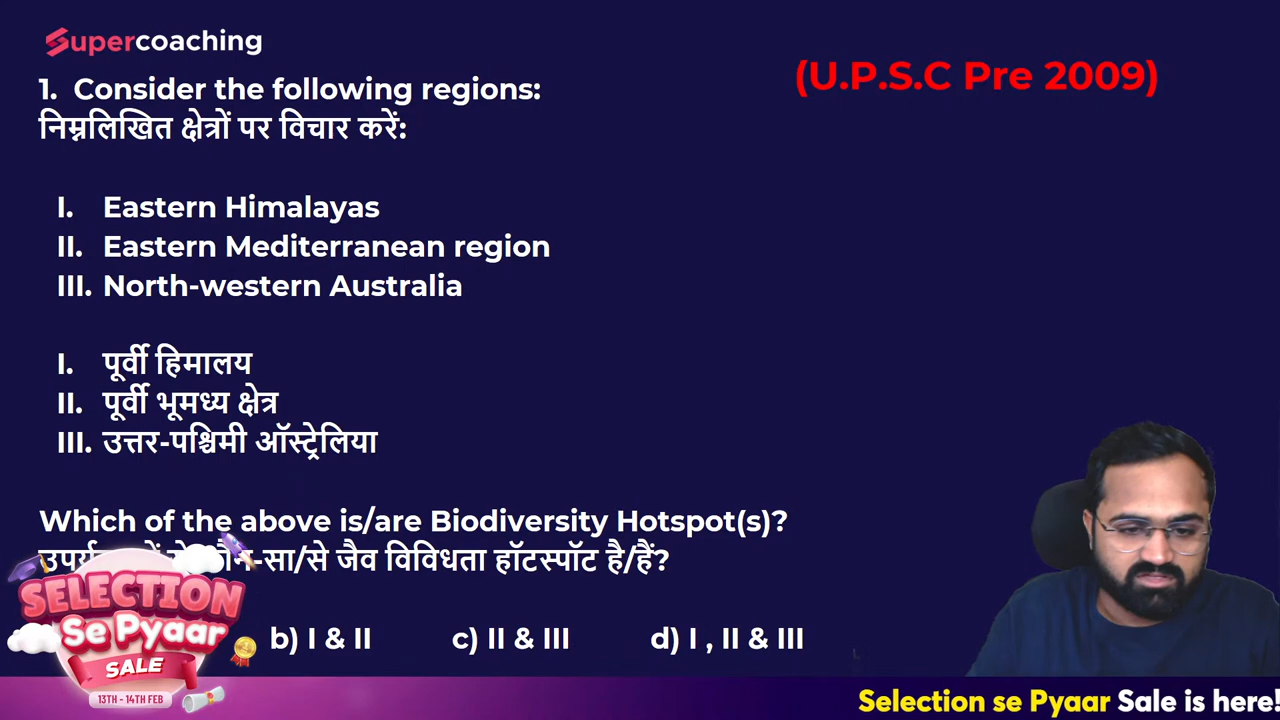 Supercoaching
(U.P.S.C Pre 2009)
1. Consider the following regions:
निम्नलिखित क्षेत्रों पर विचार करें:
I. Eastern Himalayas
II. Eastern Mediterranean region
III. North-western Australia
I. पूर्वी हिमालय
II. पूर्वी भूमध्य क्षेत्र
III. उत्तर-पश्चिमी ऑस्ट्रेलिया
Which of the above is/are Biodiversity Hotspot(s)?
जैव विविधता हॉटस्पॉट है/हैं?
b) I & II c) II & III d) I , II & III
SELECTION
Se Pyaar
SALE
13TH - 14TH FEB
Selection se Pyaar Sale is here!